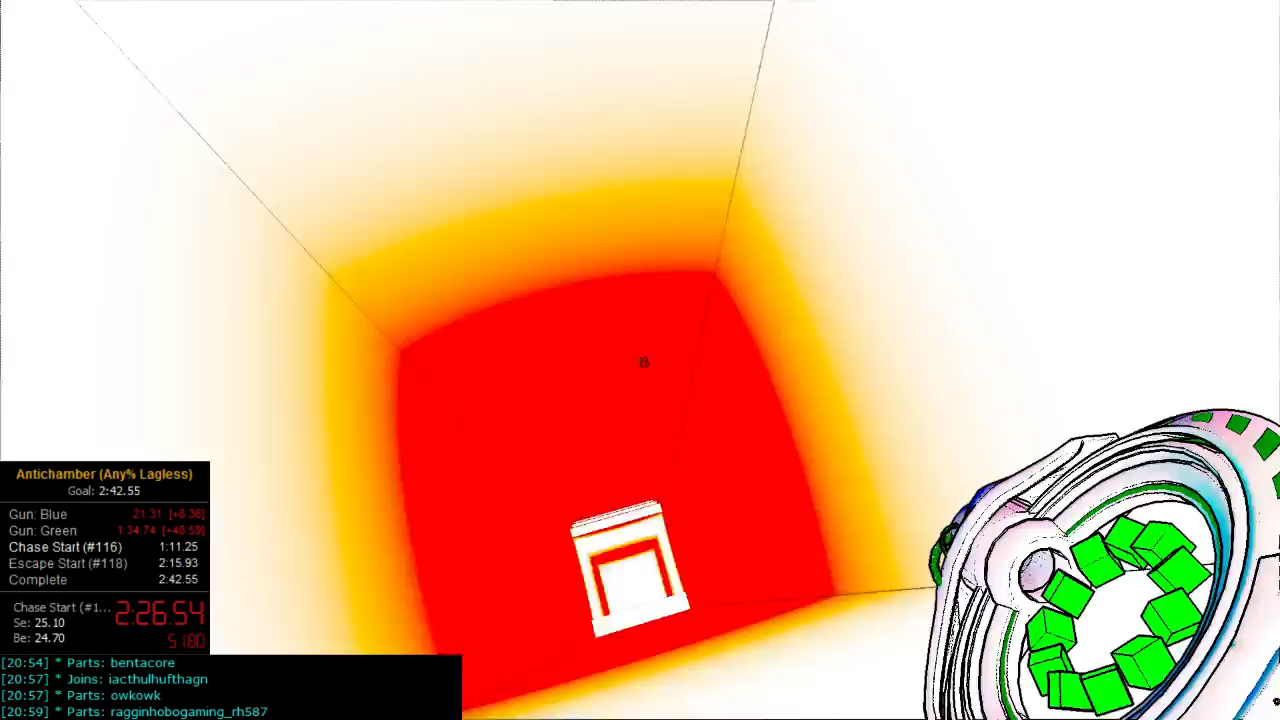 Antichamber (Any% Lagless)
Goal: 2:42.55
Gun: Blue 21.31 [+8.36]
Gun: Green 1:34.74 [+48.59]
Chase Start (#116) 1:11.25
Escape Start (#118) 2:15.93
Complete 2:42.55
Chase Start (#1... 2:26.54
Se: 25.10
Be: 24.70 51.80
[20:54] * Parts: bentacore
[20:57] * Joins: iacthulhufthagn
[20:57] * Parts: owkowk
[20:59] * Parts: ragginhobogaming_rh587